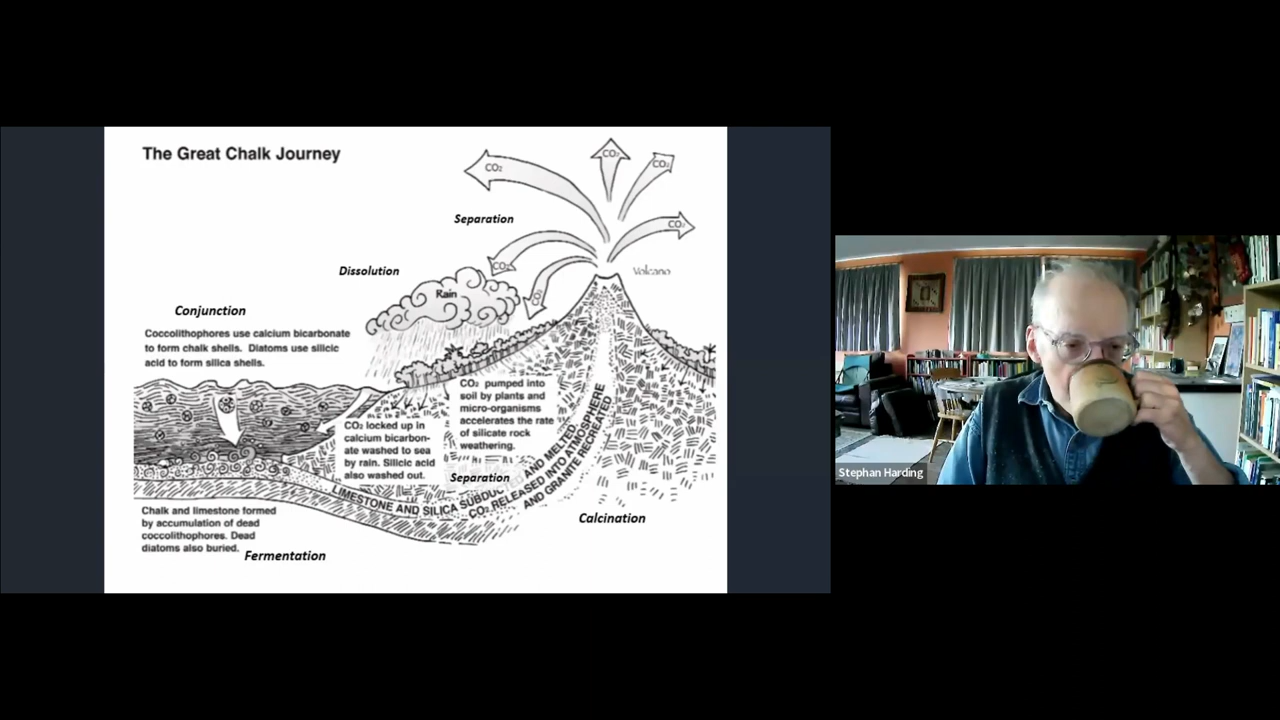 The Great Chalk Journey
CO₂
CO₂
CO₂
Separation
CO₂
Dissolution
CO₂
Volcano
Rain
CO₂
Conjunction
Coccolithophores use calcium bicarbonate
to form chalk shells. Diatoms use silicic
acid to form silica shells.
CO₂ pumped into
soil by plants and
micro-organisms
accelerates the rate
of silicate rock
weathering.
CO₂ locked up in
calcium bicarbon-
ate washed to sea
by rain. Silicic acid
also washed out.
Separation
LIMESTONE AND SILICA SUBDUCTED AND MELTED,
CO₂ RELEASED INTO ATMOSPHERE
AND GRANITE RECREATED
Calcination
Chalk and limestone formed
by accumulation of dead
coccolithophores. Dead
diatoms also buried.
Fermentation
Stephan Harding